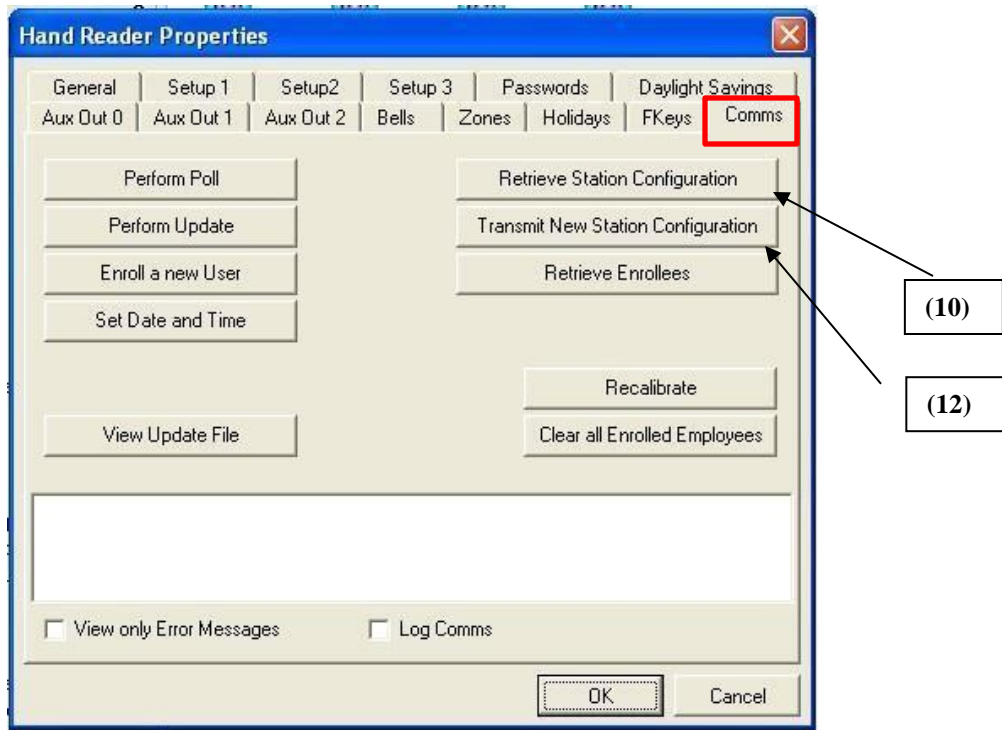 Hand Reader Properties
General Setup 1 Setup2 Setup 3 Passwords Daylight Savings
Aux Out 0 Aux Out 1 Aux Out 2 Bells Zones Holidays FKeys Comms
Perform Poll Retrieve Station Configuration
Perform Update Transmit New Station Configuration
Enroll a new User Retrieve Enrollees
Set Date and Time
(10)
Recalibrate
(12)
View Update File Clear all Enrolled Employees
View only Error Messages Log Comms
OK Cancel